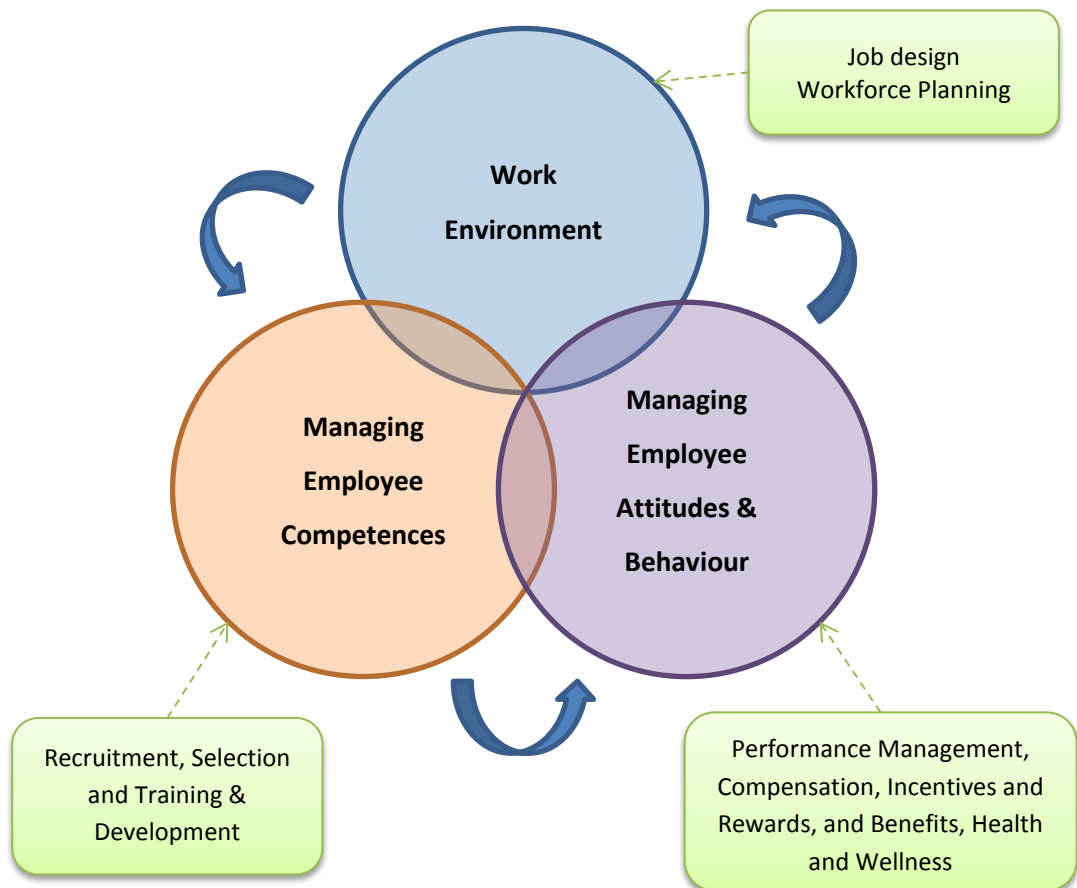 Job design
Workforce Planning
Work
Environment
Managing
Employee
Competences
Managing
Employee
Attitudes &
Behaviour
Recruitment, Selection
and Training &
Development
Performance Management,
Compensation, Incentives and
Rewards, and Benefits, Health
and Wellness